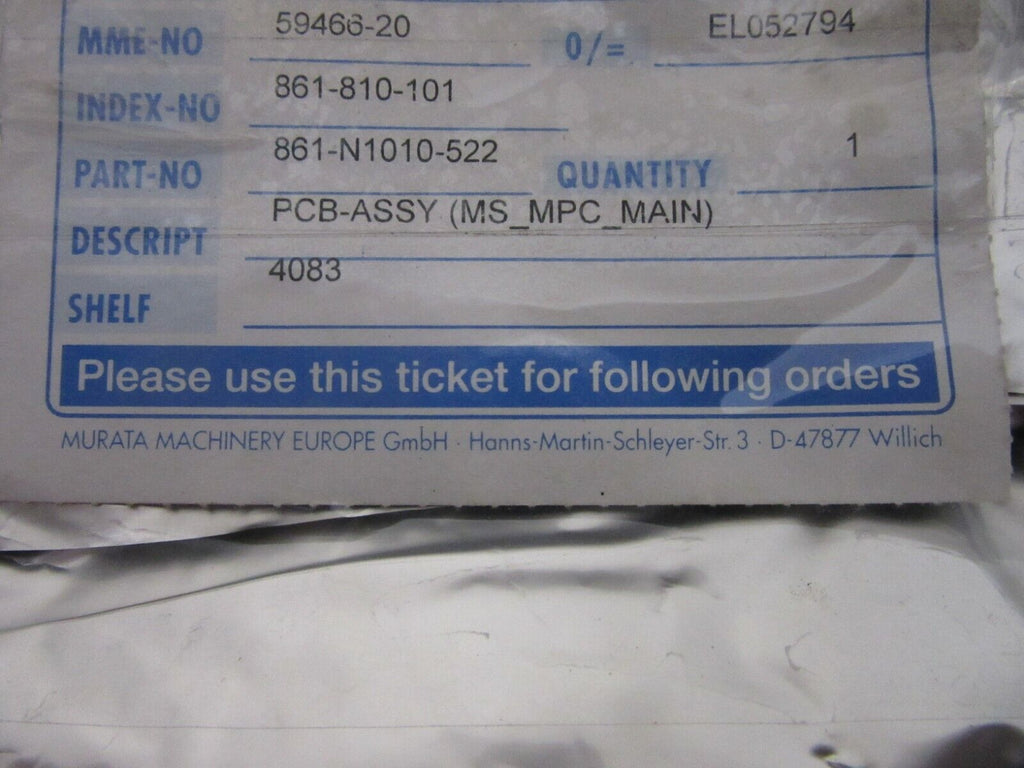 MME-NO 59466-20 0/= EL052794
INDEX-NO 861-810-101
PART-NO 861-N1010-522 QUANTITY 1
DESCRIPT PCB-ASSY (MS_MPC_MAIN)
SHELF 4083
Please use this ticket for following orders
MURATA MACHINERY EUROPE GmbH · Hanns-Martin-Schleyer-Str. 3 · D-47877 Willich